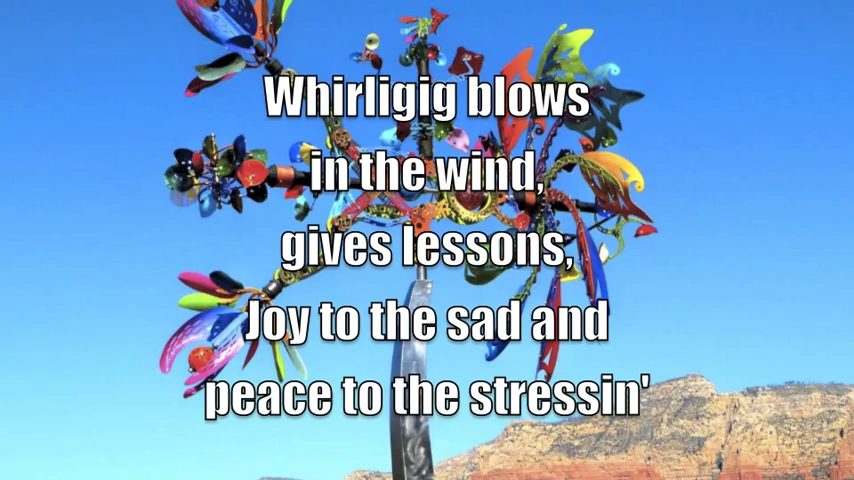 Whirligig blows
in the wind,
gives lessons,
Joy to the sad and
peace to the stressin'